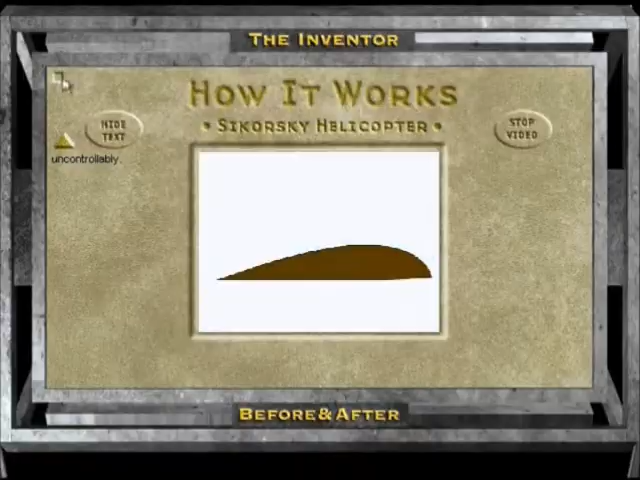 THE INVENTOR
HOW IT WORKS
• SIKORSKY HELICOPTER •
HIDE
TEXT
STOP
VIDEO
uncontrollably.
BEFORE&AFTER